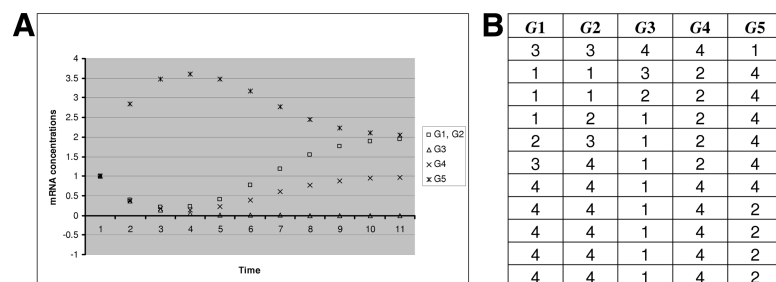 A
mRNA concentrations
4
3.5
3
2.5
2
1.5
1
0.5
0
-0.5
-1
1 2 3 4 5 6 7 8 9 10 11
Time
G1, G2
G3
G4
G5
B
G1 G2 G3 G4 G5
3 3 4 4 1
1 1 3 2 4
1 1 2 2 4
1 2 1 2 4
2 3 1 2 4
3 4 1 2 4
4 4 1 4 4
4 4 1 4 2
4 4 1 4 2
4 4 1 4 2
4 4 1 4 2